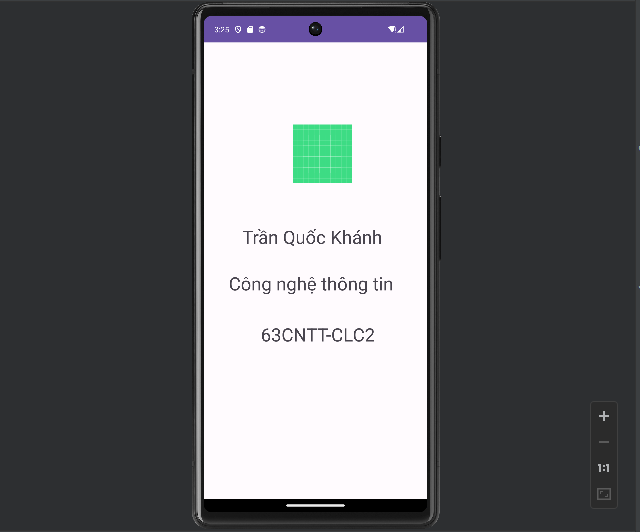 3:25
Trần Quốc Khánh
Công nghệ thông tin
63CNTT-CLC2
1:1